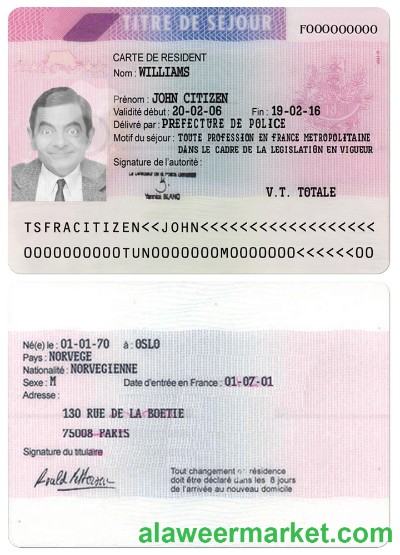 TITRE DE SÉJOUR
F000000000
CARTE DE RESIDENT
Nom : WILLIAMS
Prénom : JOHN CITIZEN
Validité début : 20-02-06 Fin : 19-02-16
Délivré par : PREFECTURE DE POLICE
Motif du séjour : TOUTE PROFESSION EN FRANCE METROPOLITAINE
DANS LE CADRE DE LA LEGISLATION EN VIGUEUR
Signature de l'autorité :
Yannick BLANC
V.T. TOTALE
TSFRACITIZEN<<JOHN<<<<<<<<<<<<<<<<<<
OOOOOOOOOOTUNOOOOOOOMOOOOOOO<<<<<<OO
Né(e) le : 01-01-70 à : OSLO
Pays : NORVEGE
Nationalité : NORVEGIENNE
Sexe : M Date d'entrée en France : 01-07-01
Adresse :
130 RUE DE LA BOETIE
75008 PARIS
Signature du titulaire
Tout changement de résidence
doit être déclaré dans les 8 jours
de l'arrivée au nouveau domicile
alaweermarket.com